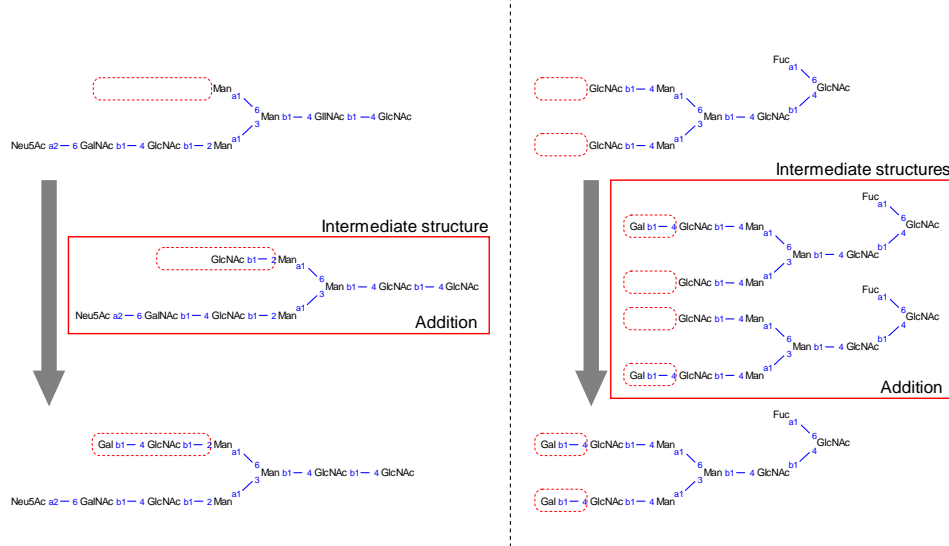 Man
a1
6
Man b1 4 GllNAc b1 4 GlcNAc
3
a1
Neu5Ac a2 6 GalNAc b1 4 GlcNAc b1 2 Man
Intermediate structure
GlcNAc b1 2 Man
a1
6
Man b1 4 GlcNAc b1 4 GlcNAc
3
a1
Neu5Ac a2 6 GalNAc b1 4 GlcNAc b1 2 Man
Addition
Gal b1 4 GlcNAc b1 2 Man
a1
6
Man b1 4 GlcNAc b1 4 GlcNAc
3
a1
Neu5Ac a2 6 GalNAc b1 4 GlcNAc b1 2 Man
Fuc
a1
6
GlcNAc
4
GlcNAc b1 4 Man
a1
6
b1
Man b1 4 GlcNAc
3
a1
GlcNAc b1 4 Man
Intermediate structures
Fuc
a1
6
GlcNAc
4
Gal b1 4 GlcNAc b1 4 Man
a1
6
b1
Man b1 4 GlcNAc
3
a1
GlcNAc b1 4 Man
Fuc
a1
6
GlcNAc
4
GlcNAc b1 4 Man
a1
6
b1
Man b1 4 GlcNAc
3
a1
Gal b1 4 GlcNAc b1 4 Man
Addition
Fuc
a1
6
GlcNAc
4
Gal b1 4 GlcNAc b1 4 Man
a1
6
b1
Man b1 4 GlcNAc
3
a1
Gal b1 4 GlcNAc b1 4 Man